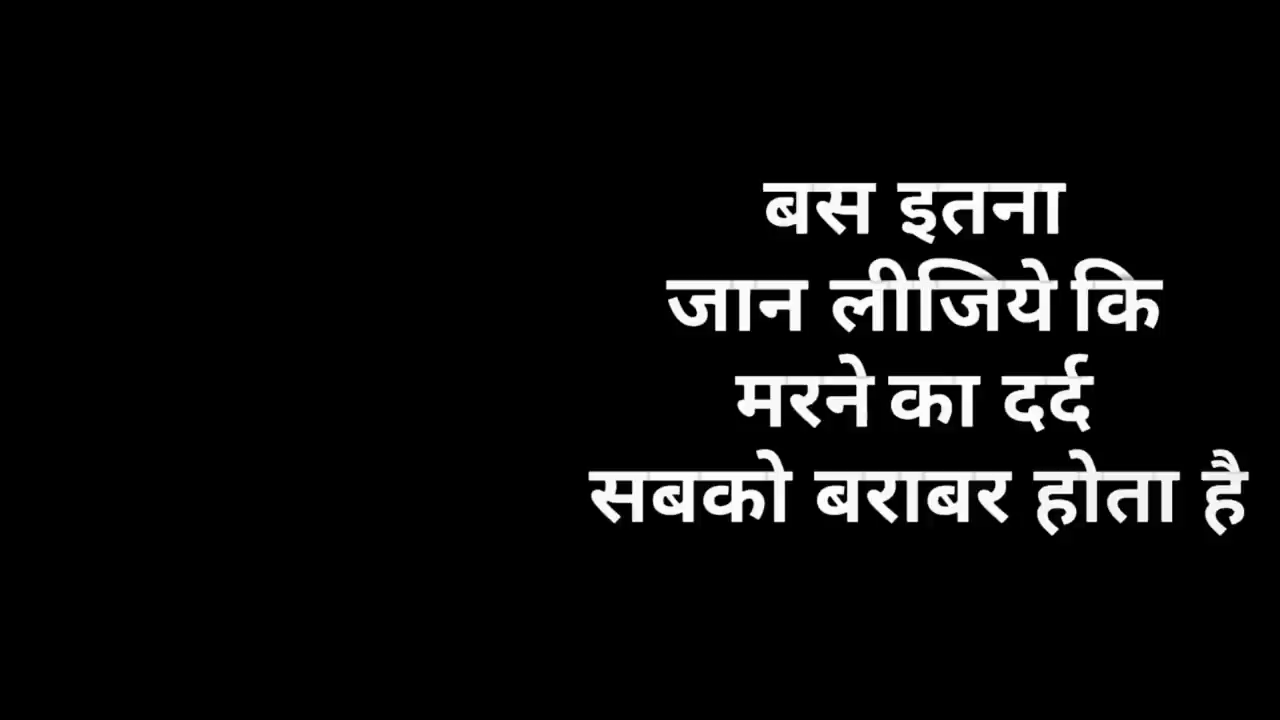 बस इतना
जान लीजिये कि
मरने का दर्द
सबको बराबर होता है